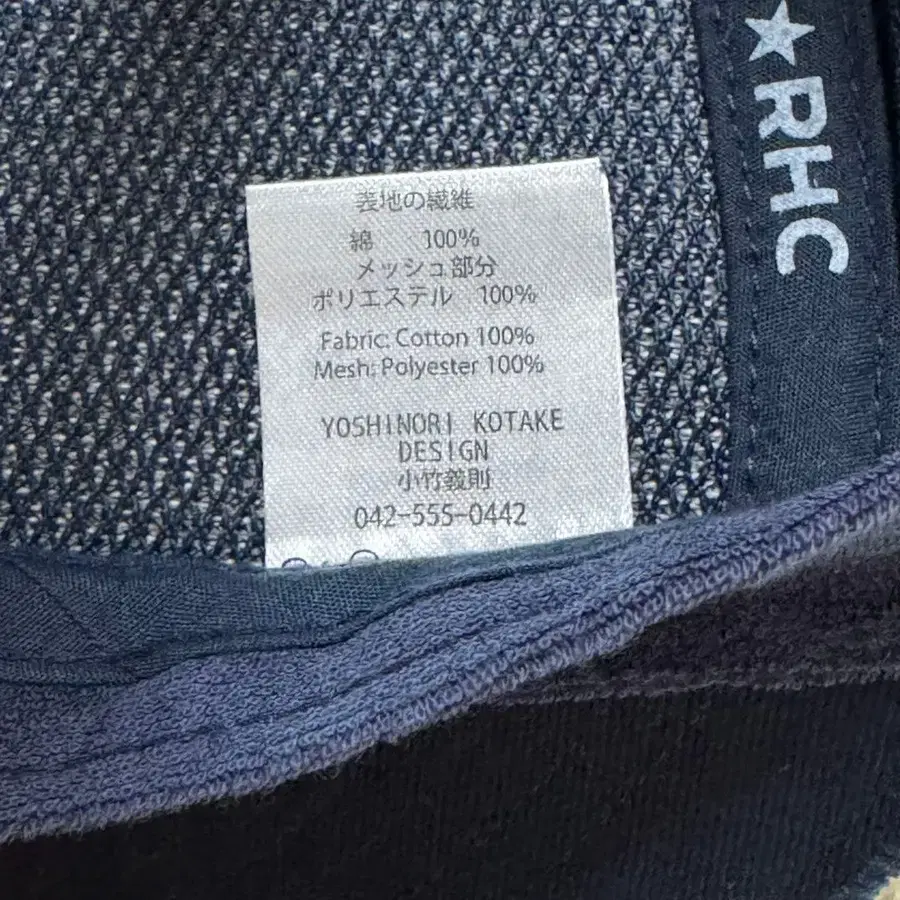 表地の繊維
綿 100%
メッシュ部分
ポリエステル 100%
Fabric: Cotton 100%
Mesh: Polyester 100%
YOSHINORI KOTAKE
DESIGN
小竹義則
042-555-0442
★RHC